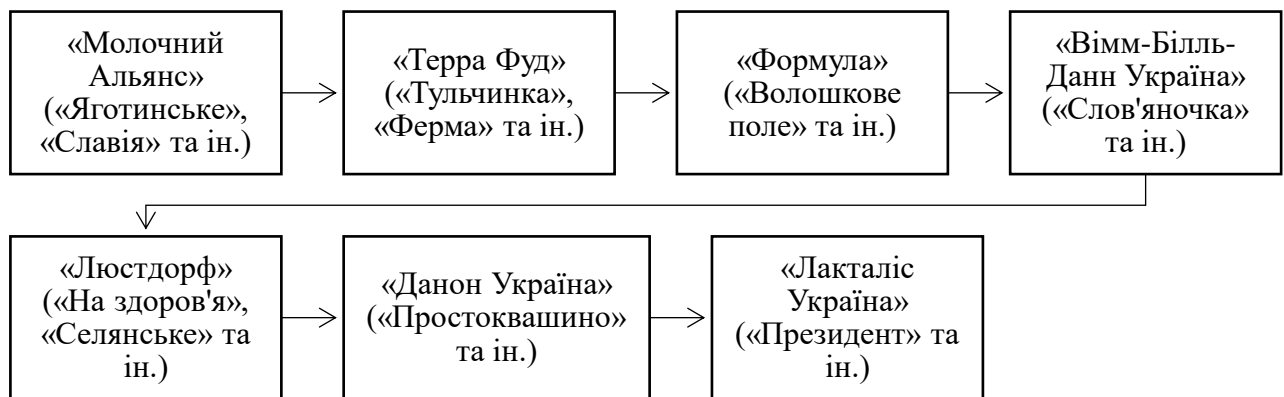 «Молочний
Альянс»
(«Яготинське»,
«Славія» та ін.)
«Терра Фуд»
(«Тульчинка»,
«Ферма» та ін.)
«Формула»
(«Волошкове
поле» та ін.)
«Вімм-Білль-
Данн Україна»
(«Слов'яночка»
та ін.)
«Люстдорф»
(«На здоров'я»,
«Селянське» та
ін.)
«Данон Україна»
(«Простоквашино»
та ін.)
«Лакталіс
Україна»
(«Президент» та
ін.)